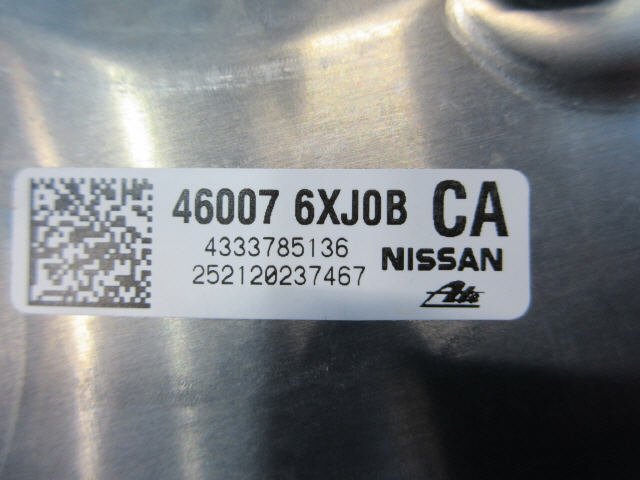 46007 6XJ0B CA
4333785136
252120237467
NISSAN
Ate